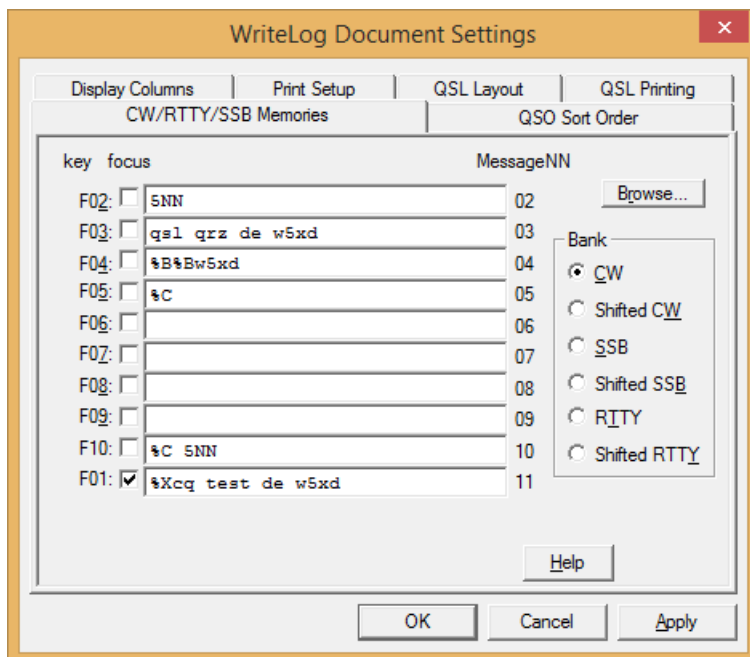 WriteLog Document Settings
Display Columns Print Setup QSL Layout QSL Printing
CW/RTTY/SSB Memories QSO Sort Order
key focus MessageNN
F02: 5NN 02 Browse...
F03: qsl qrz de w5xd 03
Bank
F04: %B%Bw5xd 04
CW
F05: %C 05
Shifted CW
F06: 06
SSB
F07: 07
Shifted SSB
F08: 08
RTTY
F09: 09
F10: %C 5NN 10
Shifted RTTY
F01: %Xcq test de w5xd 11
Help
OK Cancel Apply